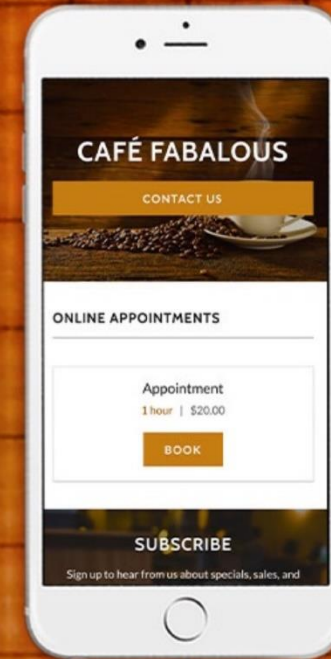 CAFÉ FABALOUS
CONTACT US
ONLINE APPOINTMENTS
Appointment
1 hour | $20.00
BOOK
SUBSCRIBE
Sign up to hear from us about specials, sales, and